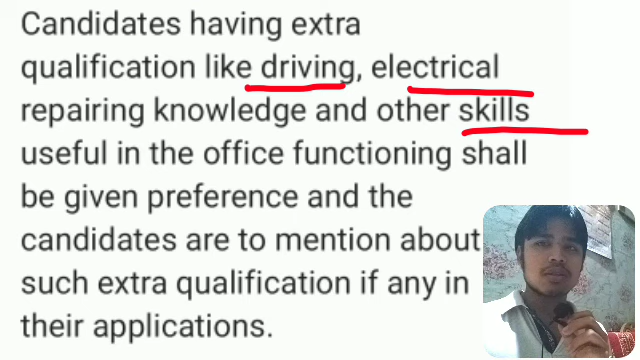 Candidates having extra
qualification like driving, electrical
repairing knowledge and other skills
useful in the office functioning shall
be given preference and the
candidates are to mention about
such extra qualification if any in
their applications.